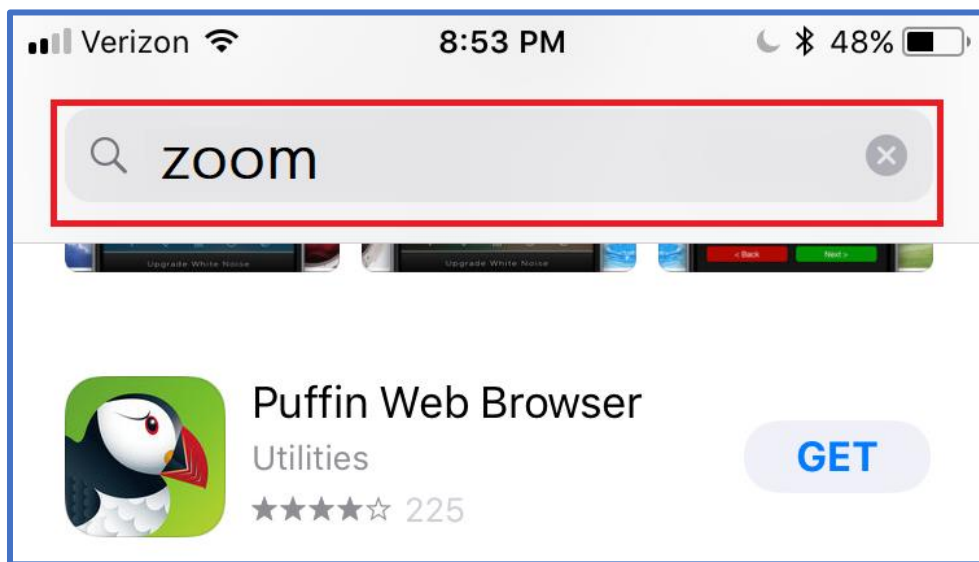 Verizon 8:53 PM 48%
zoom
Upgrade White Noise Upgrade White Noise < Back Next >
Puffin Web Browser
Utilities
GET
★★★★☆ 225